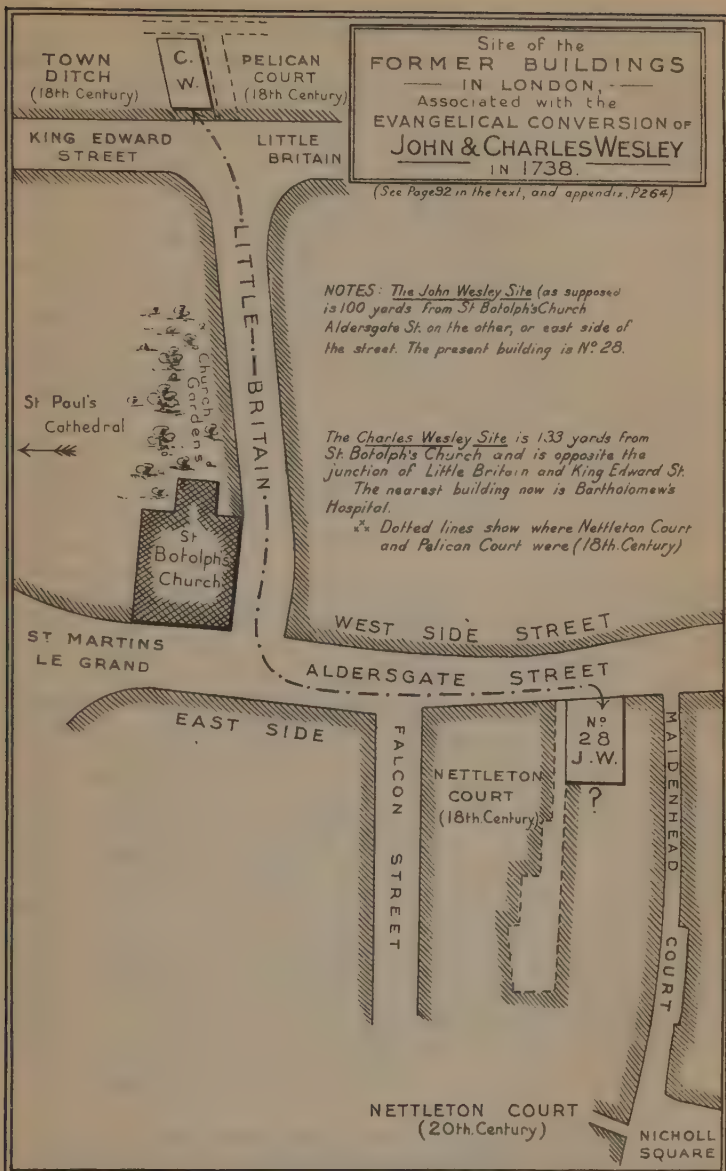 TOWN
DITCH
(18th Century)
C.
W.
PELICAN
COURT
(18th Century)
Site of the
FORMER BUILDINGS
IN LONDON,
Associated with the
EVANGELICAL CONVERSION OF
JOHN & CHARLES WESLEY
IN 1738.
(See Page 92 in the text, and appendix, P264)
KING EDWARD
STREET
LITTLE
BRITAIN
LITTLE BRITAIN
NOTES: The John Wesley Site (as supposed
is 100 yards from St Botolph's Church
Aldersgate St. on the other, or east side of
the street. The present building is No 28.
Church
Gardens
St Paul's
Cathedral
The Charles Wesley Site is 133 yards from
St. Botolph's Church and is opposite the
junction of Little Britain and King Edward St.
The nearest building now is Bartholomew's
Hospital.
xxx Dotted lines show where Nettleton Court
and Pelican Court were (18th. Century)
St
Botolph's
Church
ST MARTINS
LE GRAND
WEST SIDE STREET
ALDERSGATE STREET
EAST SIDE
FALCON STREET
NETTLETON
COURT
(18th. Century)
No
28
J.W.
?
MAIDENHEAD COURT
NETTLETON COURT
(20th. Century)
NICHOLL
SQUARE